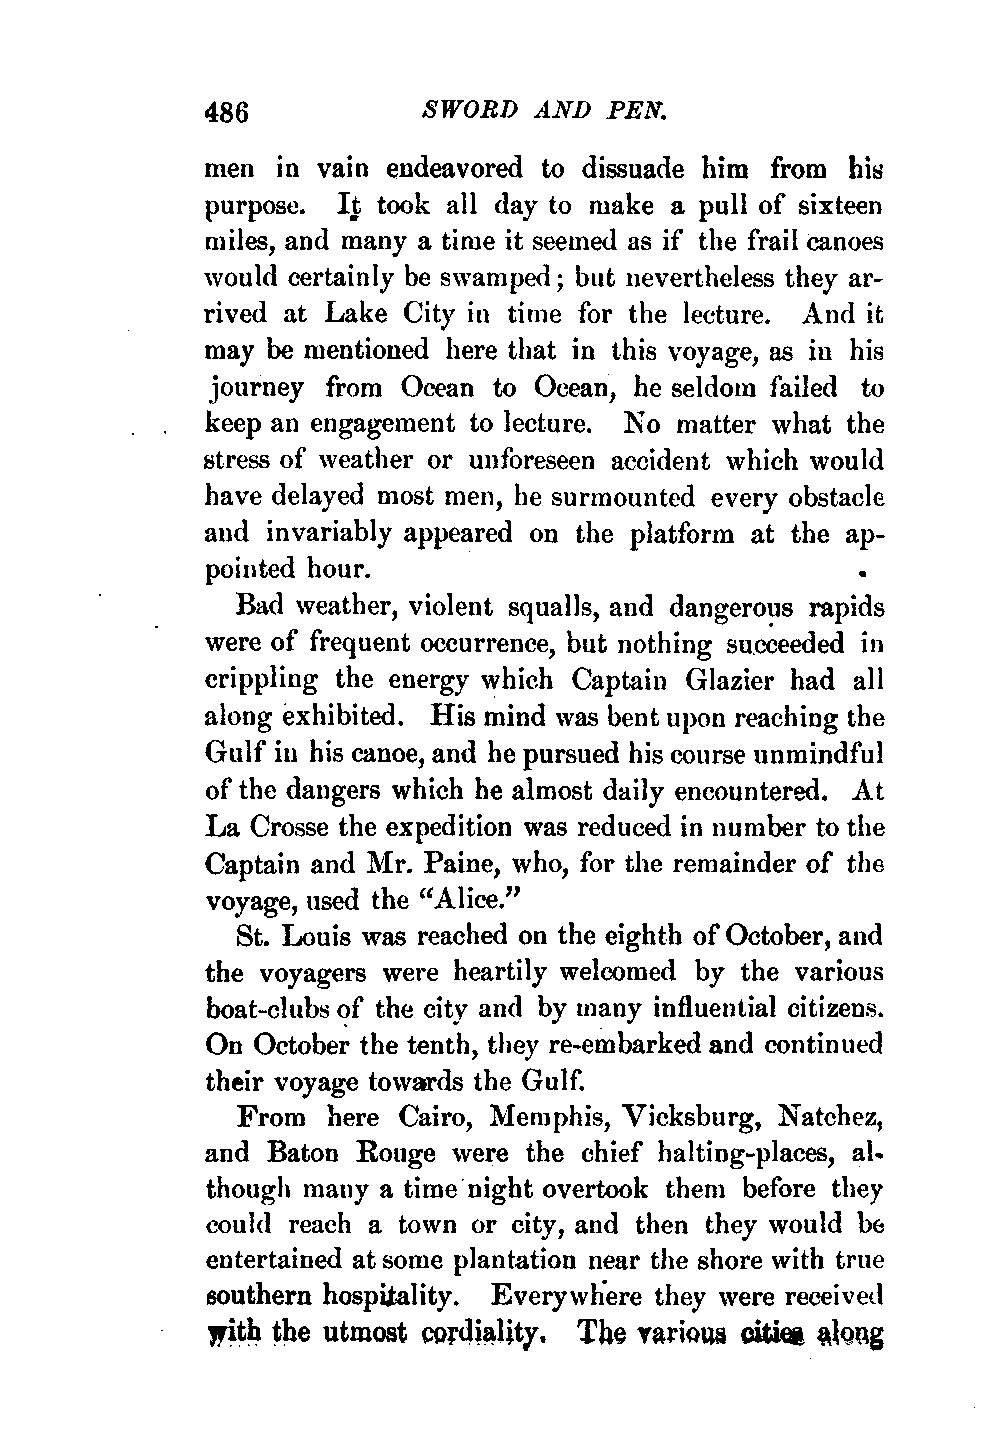 486 SWORD AND PEN.
men in vain endeavored to dissuade him from his
purpose. It took all day to make a pull of sixteen
miles, and many a time it seemed as if the frail canoes
would certainly be swamped; but nevertheless they ar-
rived at Lake City in time for the lecture. And it
may be mentioned here that in this voyage, as in his
journey from Ocean to Ocean, he seldom failed to
keep an engagement to lecture. No matter what the
stress of weather or unforeseen accident which would
have delayed most men, he surmounted every obstacle
and invariably appeared on the platform at the ap-
pointed hour.
Bad weather, violent squalls, and dangerous rapids
were of frequent occurrence, but nothing succeeded in
crippling the energy which Captain Glazier had all
along exhibited. His mind was bent upon reaching the
Gulf in his canoe, and he pursued his course unmindful
of the dangers which he almost daily encountered. At
La Crosse the expedition was reduced in number to the
Captain and Mr. Paine, who, for the remainder of the
voyage, used the “Alice.”
St. Louis was reached on the eighth of October, and
the voyagers were heartily welcomed by the various
boat-clubs of the city and by many influential citizens.
On October the tenth, they re-embarked and continued
their voyage towards the Gulf.
From here Cairo, Memphis, Vicksburg, Natchez,
and Baton Rouge were the chief halting-places, al-
though many a time night overtook them before they
could reach a town or city, and then they would be
entertained at some plantation near the shore with true
southern hospitality. Everywhere they were received
with the utmost cordiality. The various cities along